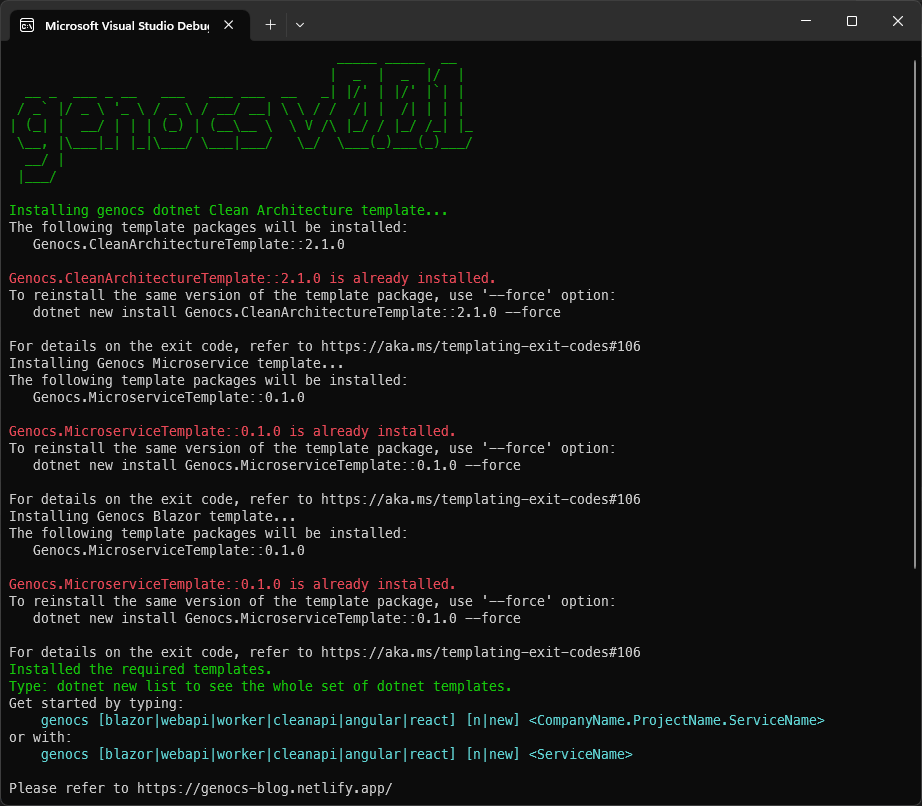 Microsoft Visual Studio Debu
genocs v0.0.1
Installing genocs dotnet Clean Architecture template...
The following template packages will be installed:
Genocs.CleanArchitectureTemplate::2.1.0
Genocs.CleanArchitectureTemplate::2.1.0 is already installed.
To reinstall the same version of the template package, use '--force' option:
dotnet new install Genocs.CleanArchitectureTemplate::2.1.0 --force
For details on the exit code, refer to https://aka.ms/templating-exit-codes#106
Installing Genocs Microservice template...
The following template packages will be installed:
Genocs.MicroserviceTemplate::0.1.0
Genocs.MicroserviceTemplate::0.1.0 is already installed.
To reinstall the same version of the template package, use '--force' option:
dotnet new install Genocs.MicroserviceTemplate::0.1.0 --force
For details on the exit code, refer to https://aka.ms/templating-exit-codes#106
Installing Genocs Blazor template...
The following template packages will be installed:
Genocs.MicroserviceTemplate::0.1.0
Genocs.MicroserviceTemplate::0.1.0 is already installed.
To reinstall the same version of the template package, use '--force' option:
dotnet new install Genocs.MicroserviceTemplate::0.1.0 --force
For details on the exit code, refer to https://aka.ms/templating-exit-codes#106
Installed the required templates.
Type: dotnet new list to see the whole set of dotnet templates.
Get started by typing:
genocs [blazor|webapi|worker|cleanapi|angular|react] [n|new] <CompanyName.ProjectName.ServiceName>
or with:
genocs [blazor|webapi|worker|cleanapi|angular|react] [n|new] <ServiceName>
Please refer to https://genocs-blog.netlify.app/